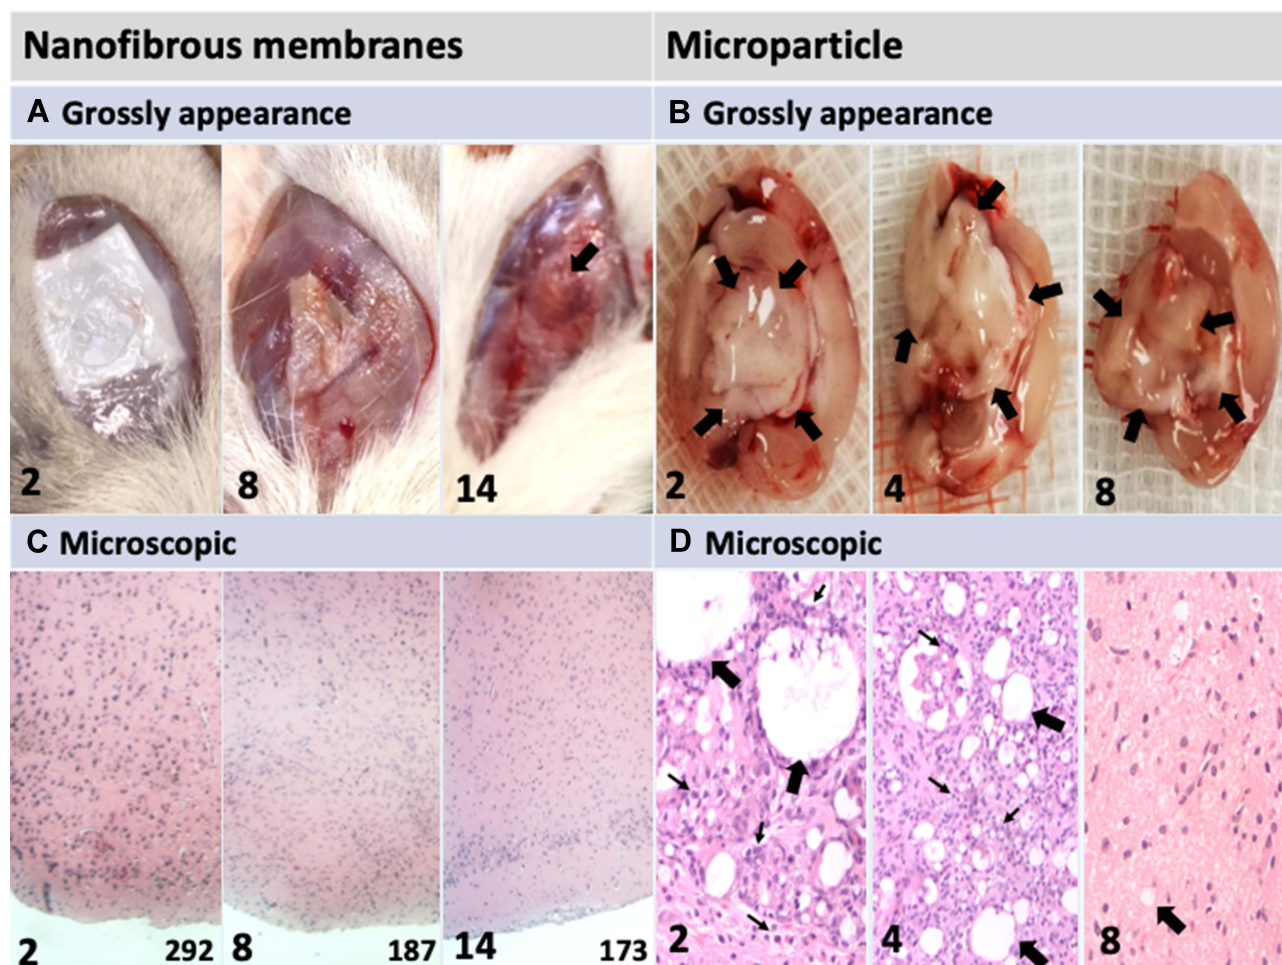 Nanofibrous membranes
Microparticle
A Grossly appearance
B Grossly appearance
2
8
14
2
4
8
C Microscopic
D Microscopic
2
292
8
187
14
173
2
4
8